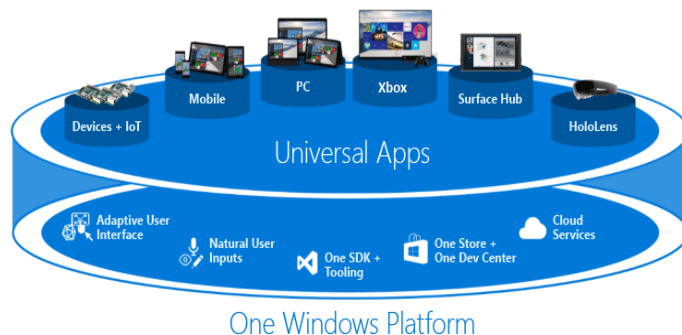 Devices + IoT
Mobile
PC
Xbox
Surface Hub
HoloLens
Universal Apps
Adaptive User
Interface
Natural User
Inputs
One SDK +
Tooling
One Store +
One Dev Center
Cloud
Services
One Windows Platform